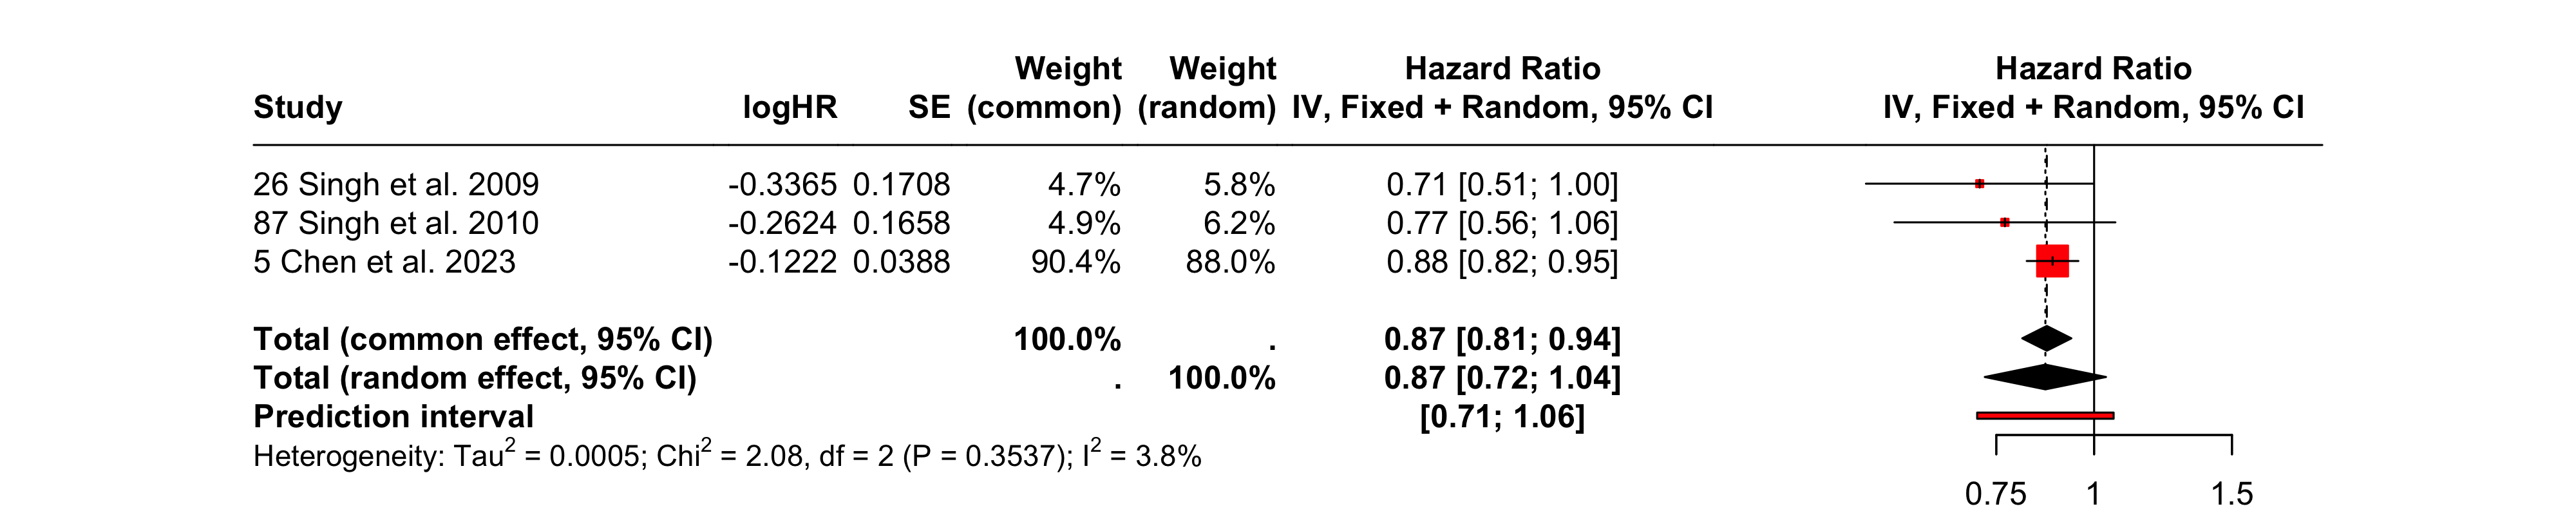 Weight Weight Hazard Ratio Hazard Ratio
Study logHR SE (common) (random) IV, Fixed + Random, 95% CI IV, Fixed + Random, 95% CI
26 Singh et al. 2009 -0.3365 0.1708 4.7% 5.8% 0.71 [0.51; 1.00]
87 Singh et al. 2010 -0.2624 0.1658 4.9% 6.2% 0.77 [0.56; 1.06]
5 Chen et al. 2023 -0.1222 0.0388 90.4% 88.0% 0.88 [0.82; 0.95]
Total (common effect, 95% CI) 100.0% . 0.87 [0.81; 0.94]
Total (random effect, 95% CI) . 100.0% 0.87 [0.72; 1.04]
Prediction interval [0.71; 1.06]
Heterogeneity: Tau² = 0.0005; Chi² = 2.08, df = 2 (P = 0.3537); I² = 3.8%
0.75 1 1.5